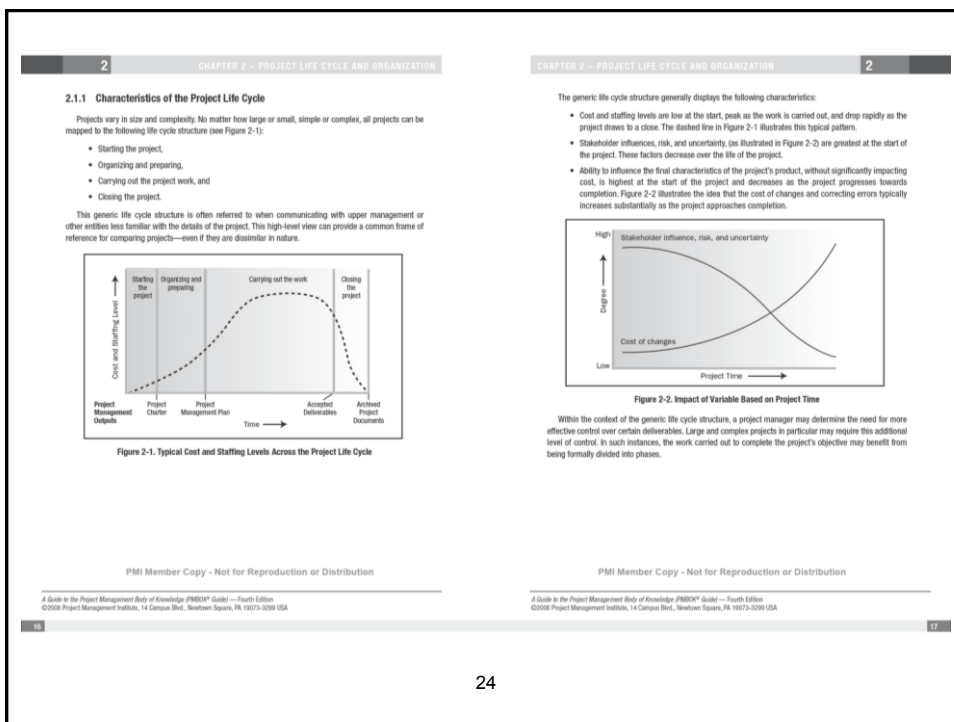 2
CHAPTER 2 − PROJECT LIFE CYCLE AND ORGANIZATION
2.1.1 Characteristics of the Project Life Cycle
Projects vary in size and complexity. No matter how large or small, simple or complex, all projects can be
mapped to the following life cycle structure (see Figure 2-1):
• Starting the project,
• Organizing and preparing,
• Carrying out the project work, and
• Closing the project.
This generic life cycle structure is often referred to when communicating with upper management or
other entities less familiar with the details of the project. This high-level view can provide a common frame of
reference for comparing projects—even if they are dissimilar in nature.
Cost and Staffing Level
Starting
the
project
Organizing and
preparing
Carrying out the work
Closing
the
project
Project
Management
Outputs
Project
Charter
Project
Management Plan
Accepted
Deliverables
Archived
Project
Documents
Time
Figure 2-1. Typical Cost and Staffing Levels Across the Project Life Cycle
PMI Member Copy - Not for Reproduction or Distribution
A Guide to the Project Management Body of Knowledge (PMBOK® Guide) — Fourth Edition
©2008 Project Management Institute, 14 Campus Blvd., Newtown Square, PA 19073-3299 USA
16
CHAPTER 2 − PROJECT LIFE CYCLE AND ORGANIZATION
2
The generic life cycle structure generally displays the following characteristics:
• Cost and staffing levels are low at the start, peak as the work is carried out, and drop rapidly as the
project draws to a close. The dashed line in Figure 2-1 illustrates this typical pattern.
• Stakeholder influences, risk, and uncertainty, (as illustrated in Figure 2-2) are greatest at the start of
the project. These factors decrease over the life of the project.
• Ability to influence the final characteristics of the project's product, without significantly impacting
cost, is highest at the start of the project and decreases as the project progresses towards
completion. Figure 2-2 illustrates the idea that the cost of changes and correcting errors typically
increases substantially as the project approaches completion.
High
Stakeholder influence, risk, and uncertainty
Degree
Cost of changes
Low
Project Time
Figure 2-2. Impact of Variable Based on Project Time
Within the context of the generic life cycle structure, a project manager may determine the need for more
effective control over certain deliverables. Large and complex projects in particular may require this additional
level of control. In such instances, the work carried out to complete the project's objective may benefit from
being formally divided into phases.
PMI Member Copy - Not for Reproduction or Distribution
A Guide to the Project Management Body of Knowledge (PMBOK® Guide) — Fourth Edition
©2008 Project Management Institute, 14 Campus Blvd., Newtown Square, PA 19073-3299 USA
17
24